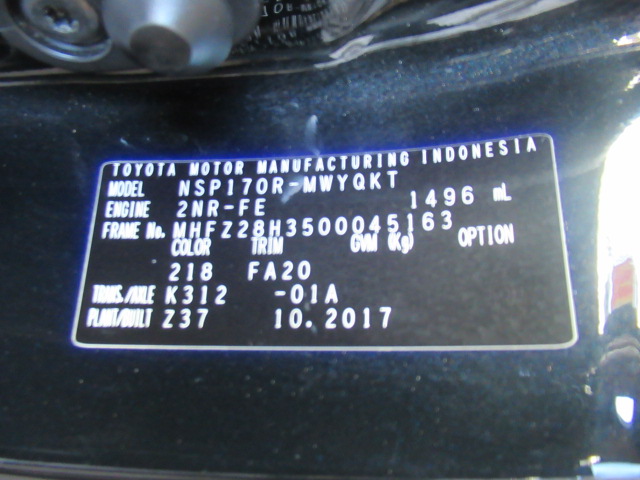 TOYOTA MOTOR MANUFACTURING INDONESIA
MODEL NSP170R-MWYQKT
ENGINE 2NR-FE 1496 mL
FRAME No. MHFZ28H3500045163
COLOR TRIM GVM (Kg) OPTION
218 FA20
TRANS./AXLE K312 -01A
PLANT/BUILT Z37 10.2017